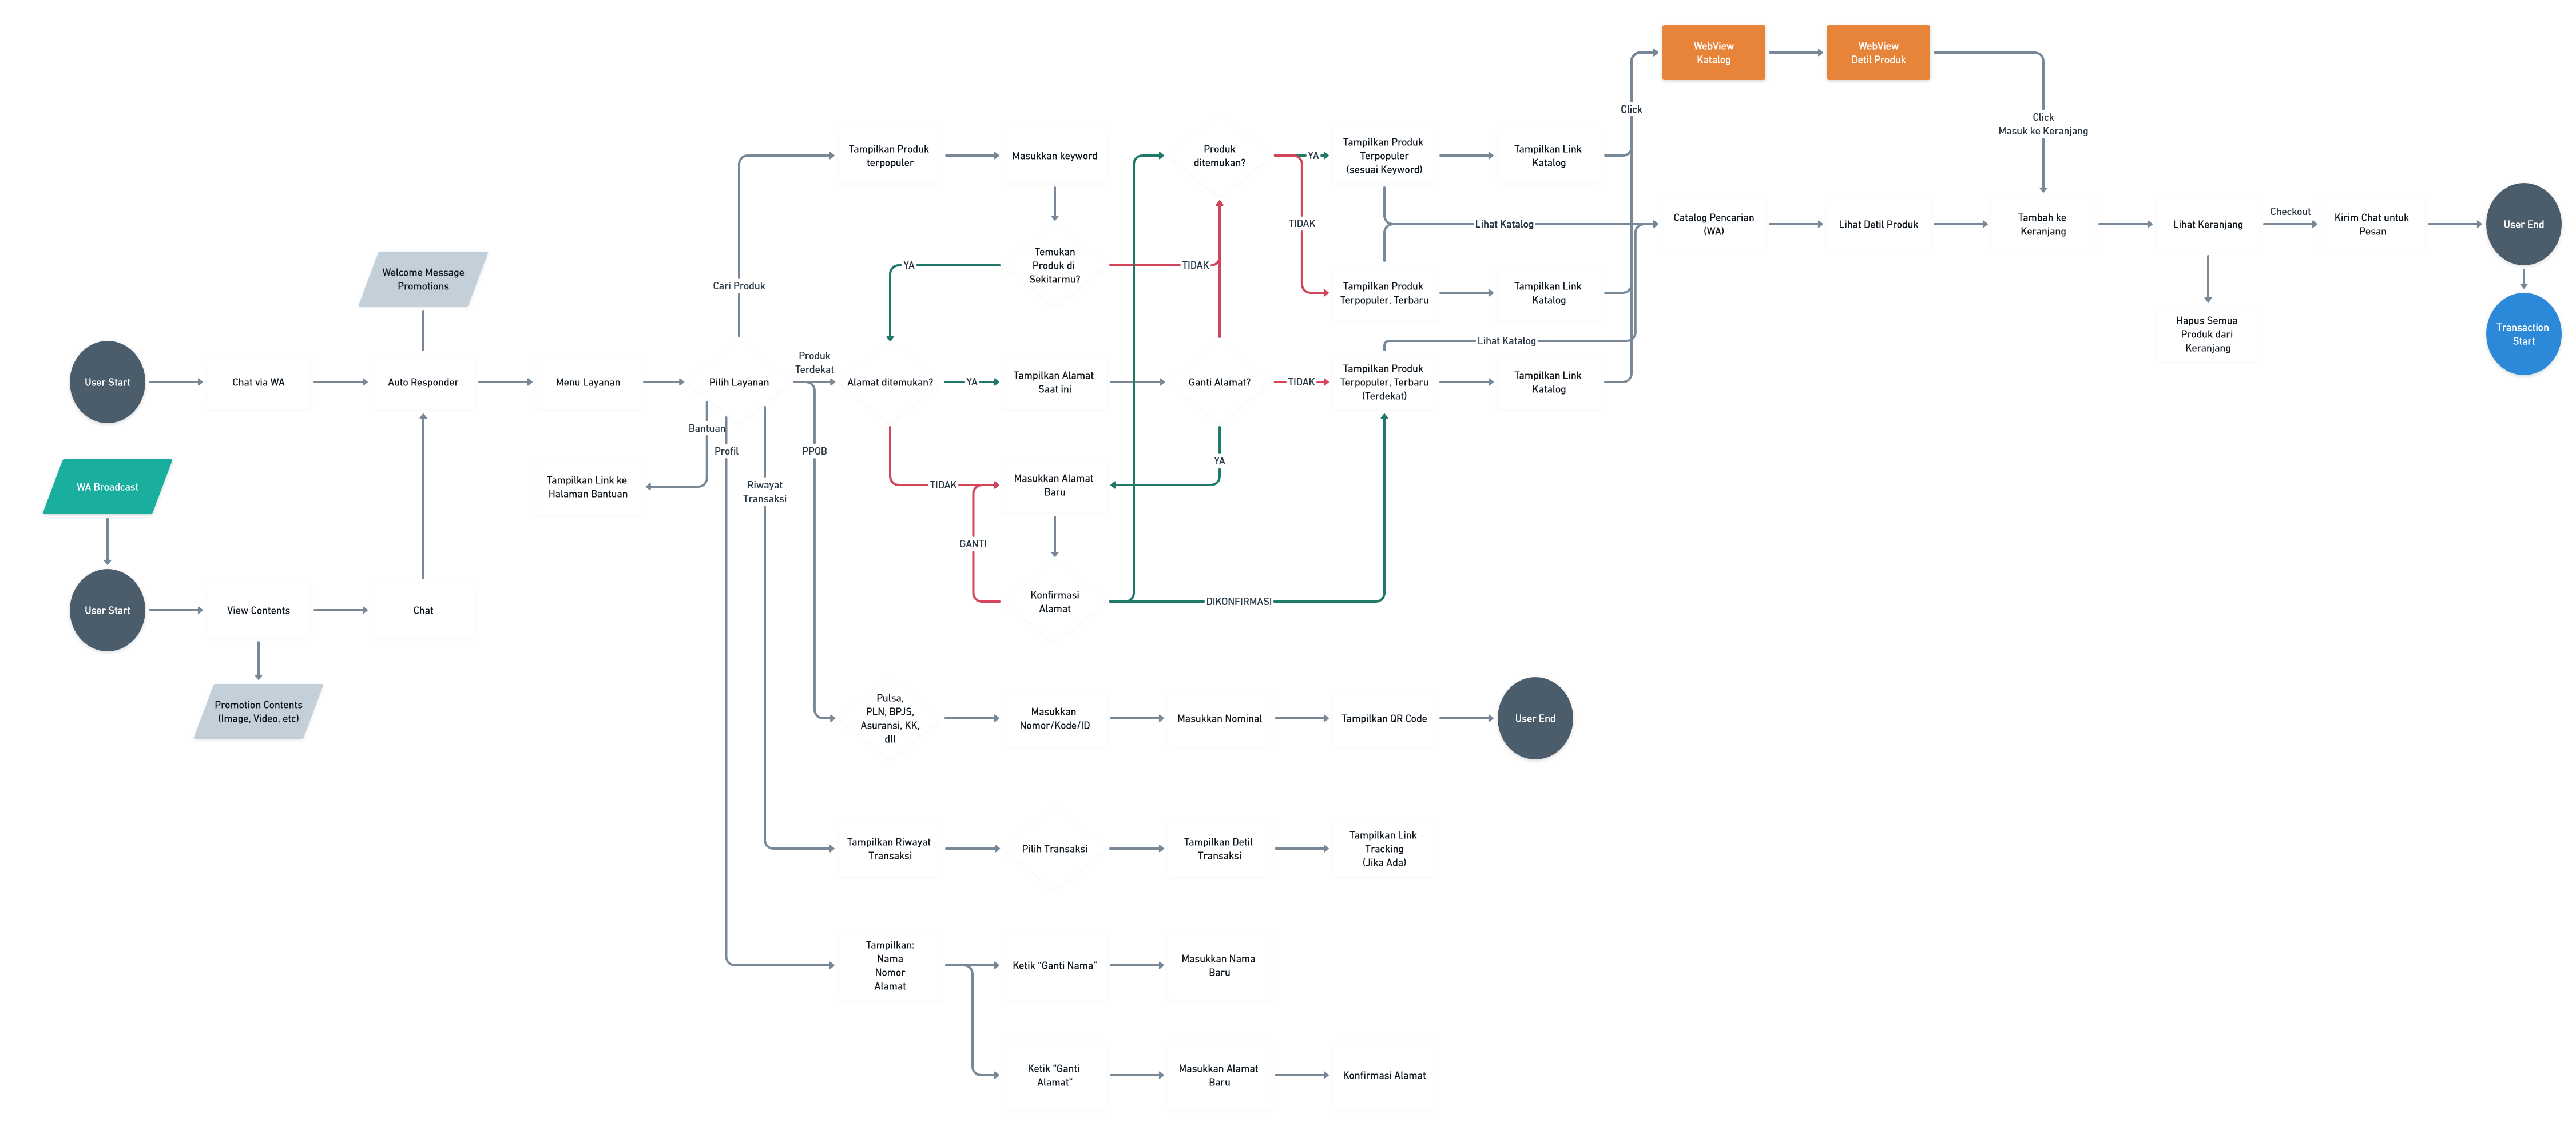 WebView
Katalog
WebView
Detil Produk
Click
Click
Masuk ke Keranjang
Tampilkan Produk
terpopuler
Masukkan keyword
Produk
ditemukan?
YA
Tampilkan Produk
Terpopuler
(sesuai Keyword)
Tampilkan Link
Katalog
TIDAK
Lihat Katalog
Catalog Pencarian
(WA)
Lihat Detil Produk
Tambah ke
Keranjang
Lihat Keranjang
Checkout
Kirim Chat untuk
Pesan
User End
Welcome Message
Promotions
Cari Produk
YA
Temukan
Produk di
Sekitarmu?
TIDAK
Tampilkan Produk
Terpopuler, Terbaru
Tampilkan Link
Katalog
Hapus Semua
Produk dari
Keranjang
Transaction
Start
Lihat Katalog
User Start
Chat via WA
Auto Responder
Menu Layanan
Pilih Layanan
Produk
Terdekat
Alamat ditemukan?
YA
Tampilkan Alamat
Saat ini
Ganti Alamat?
TIDAK
Tampilkan Produk
Terpopuler, Terbaru
(Terdekat)
Tampilkan Link
Katalog
Bantuan
Profil
PPOB
YA
WA Broadcast
Tampilkan Link ke
Halaman Bantuan
Riwayat
Transaksi
TIDAK
Masukkan Alamat
Baru
GANTI
User Start
View Contents
Chat
Konfirmasi
Alamat
DIKONFIRMASI
Promotion Contents
(Image, Video, etc)
Pulsa,
PLN, BPJS,
Asuransi, KK,
dll
Masukkan
Nomor/Kode/ID
Masukkan Nominal
Tampilkan QR Code
User End
Tampilkan Riwayat
Transaksi
Pilih Transaksi
Tampilkan Detil
Transaksi
Tampilkan Link
Tracking
(Jika Ada)
Tampilkan:
Nama
Nomor
Alamat
Ketik "Ganti Nama"
Masukkan Nama
Baru
Ketik "Ganti
Alamat"
Masukkan Alamat
Baru
Konfirmasi Alamat